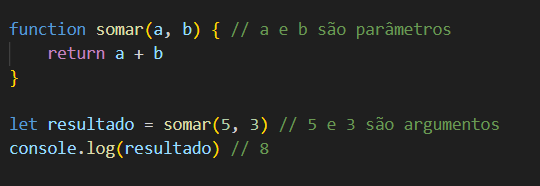 function somar(a, b) { // a e b são parâmetros
    return a + b
}
let resultado = somar(5, 3) // 5 e 3 são argumentos
console.log(resultado) // 8